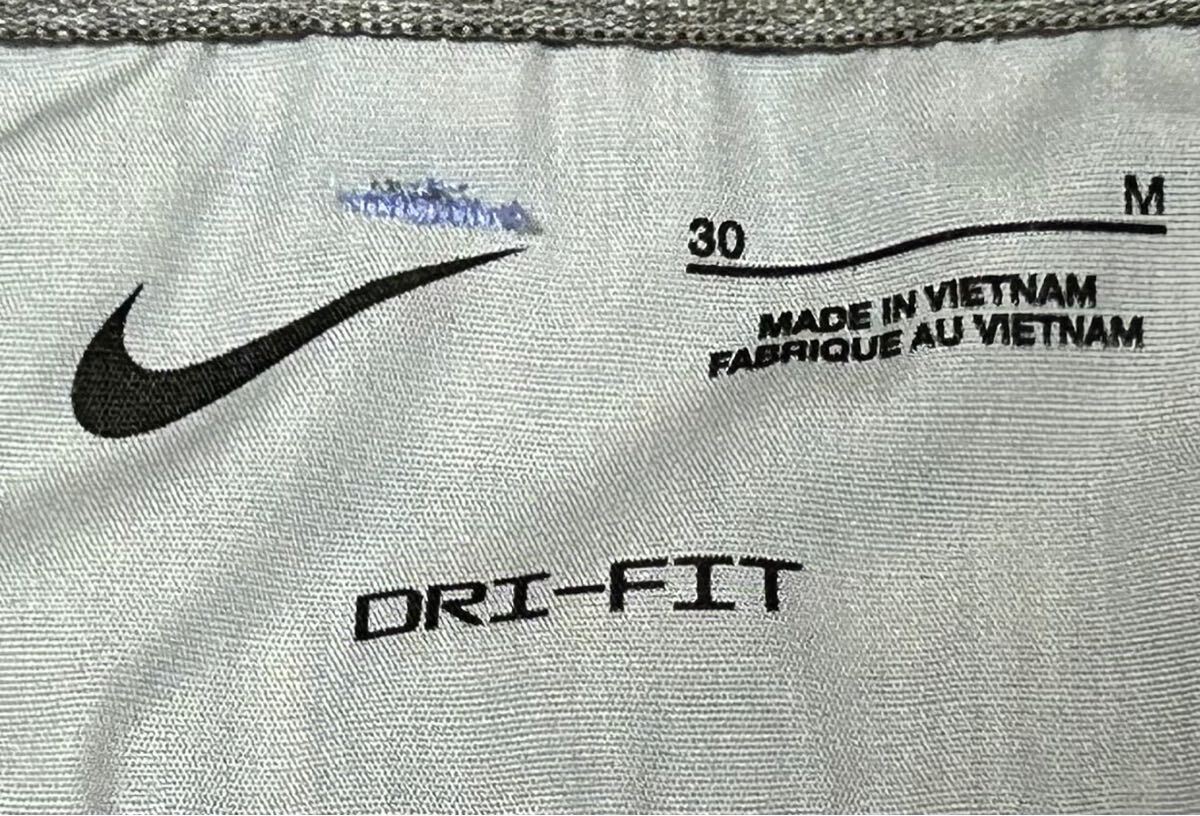 30 M
MADE IN VIETNAM
FABRIQUE AU VIETNAM
DRI-FIT